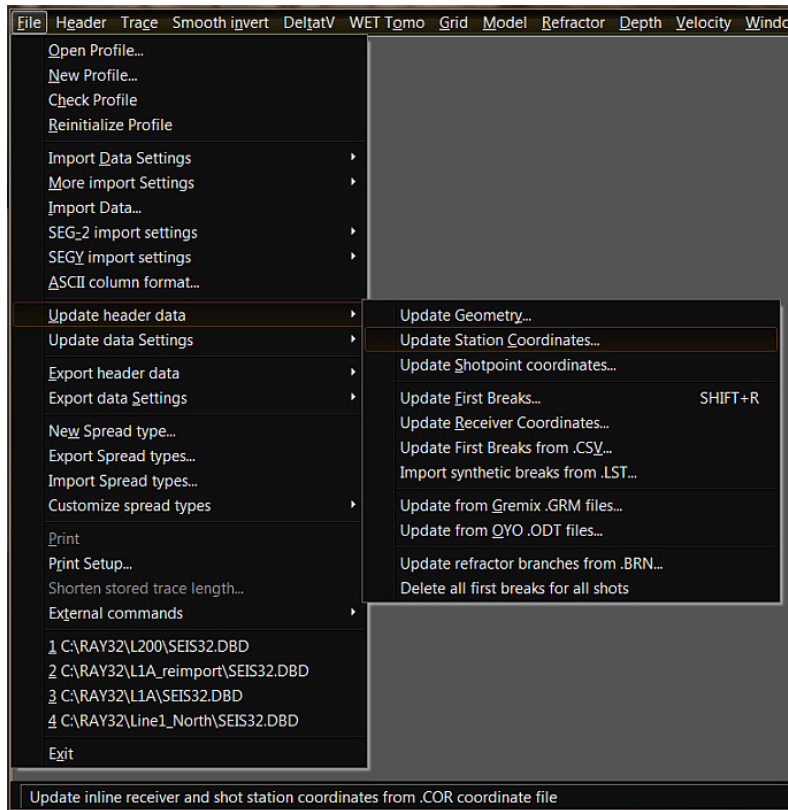 File Header Trace Smooth invert DeltatV WET Tomo Grid Model Refractor Depth Velocity Windo
Open Profile...
New Profile...
Check Profile
Reinitialize Profile
Import Data Settings
More import Settings
Import Data...
SEG-2 import settings
SEGY import settings
ASCII column format...
Update header data
Update data Settings
Export header data
Export data Settings
New Spread type...
Export Spread types...
Import Spread types...
Customize spread types
Print
Print Setup...
Shorten stored trace length...
External commands
1 C:\RAY32\L200\SEIS32.DBD
2 C:\RAY32\L1A_reimport\SEIS32.DBD
3 C:\RAY32\L1A\SEIS32.DBD
4 C:\RAY32\Line1_North\SEIS32.DBD
Exit
Update Geometry...
Update Station Coordinates...
Update Shotpoint coordinates...
Update First Breaks... SHIFT+R
Update Receiver Coordinates...
Update First Breaks from .CSV...
Import synthetic breaks from .LST...
Update from Gremix .GRM files...
Update from OYO .ODT files...
Update refractor branches from .BRN...
Delete all first breaks for all shots
Update inline receiver and shot station coordinates from .COR coordinate file